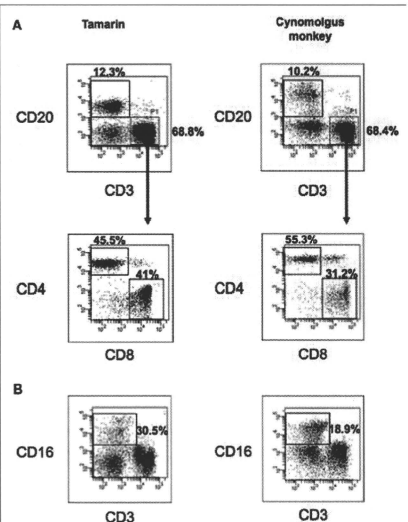 A Tamarin Cynomolgus
monkey
12.3% 10.2%
CD20 68.8% CD20 68.4%
CD3 CD3
45.5% 55.3%
41% 31.2%
CD4 CD4
CD8 CD8
B
30.5% 18.9%
CD16 CD16
CD3 CD3